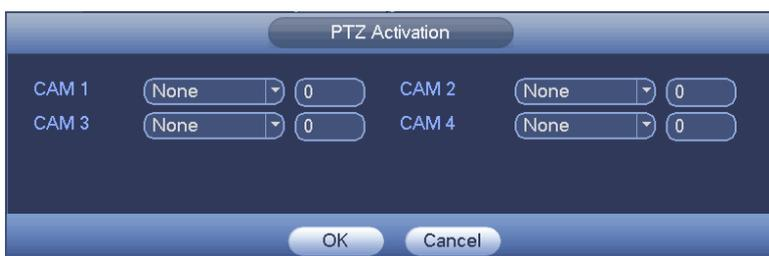 PTZ Activation
CAM 1 None 0 CAM 2 None 0
CAM 3 None 0 CAM 4 None 0
OK Cancel